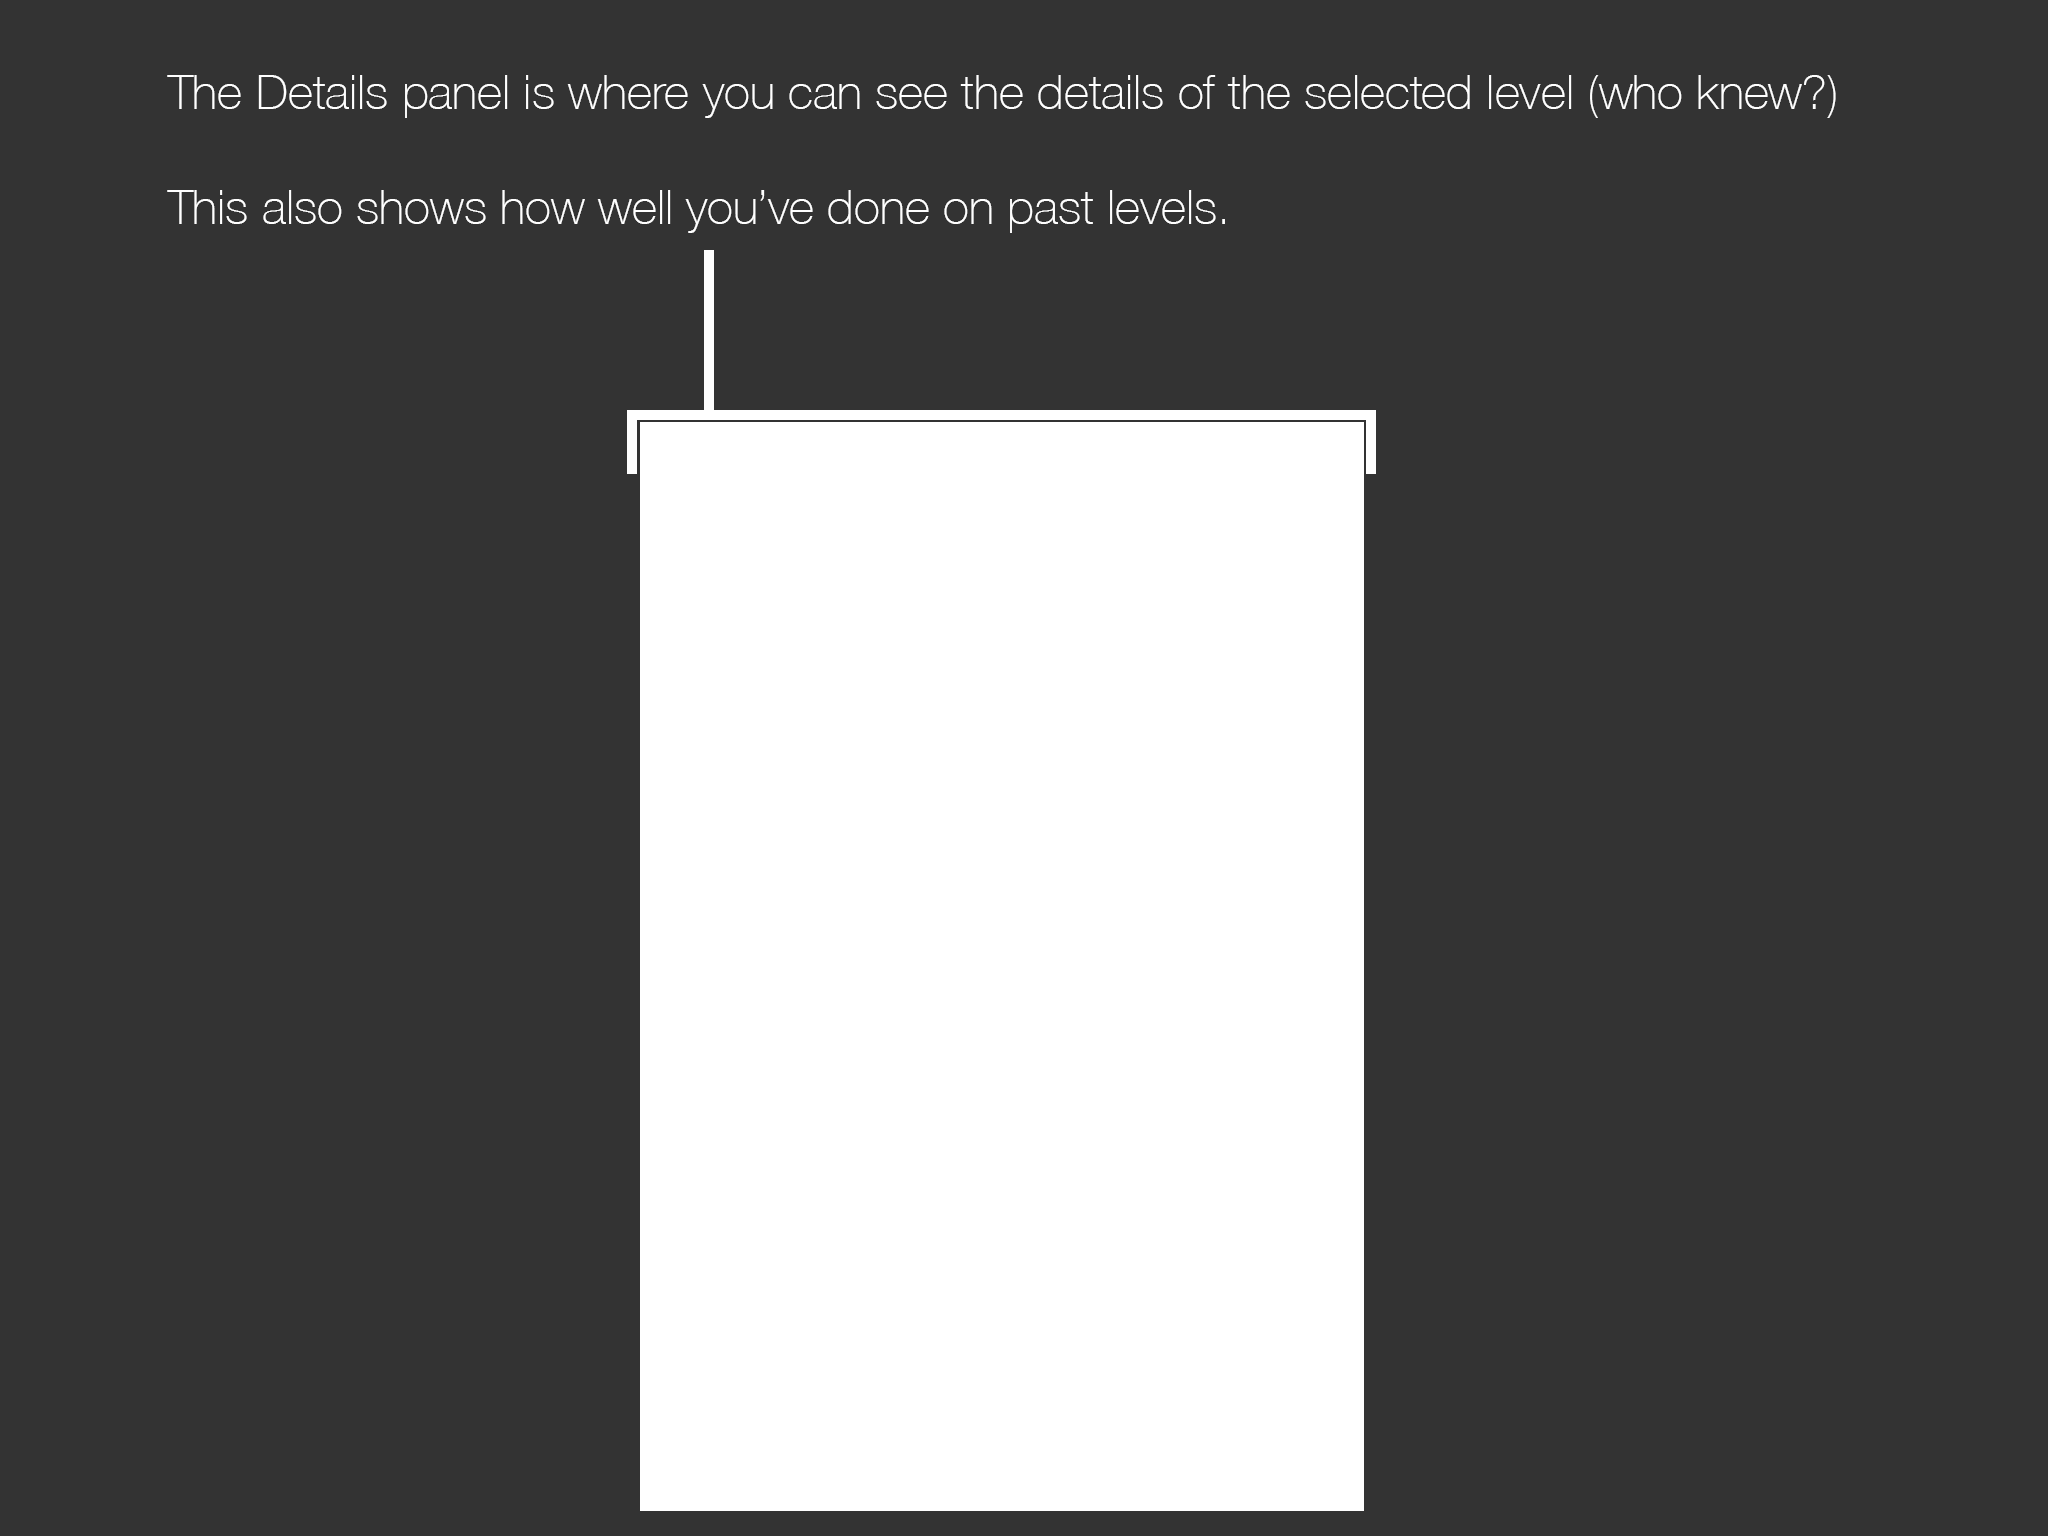 The Details panel is where you can see the details of the selected level (who knew?)
This also shows how well you’ve done on past levels.